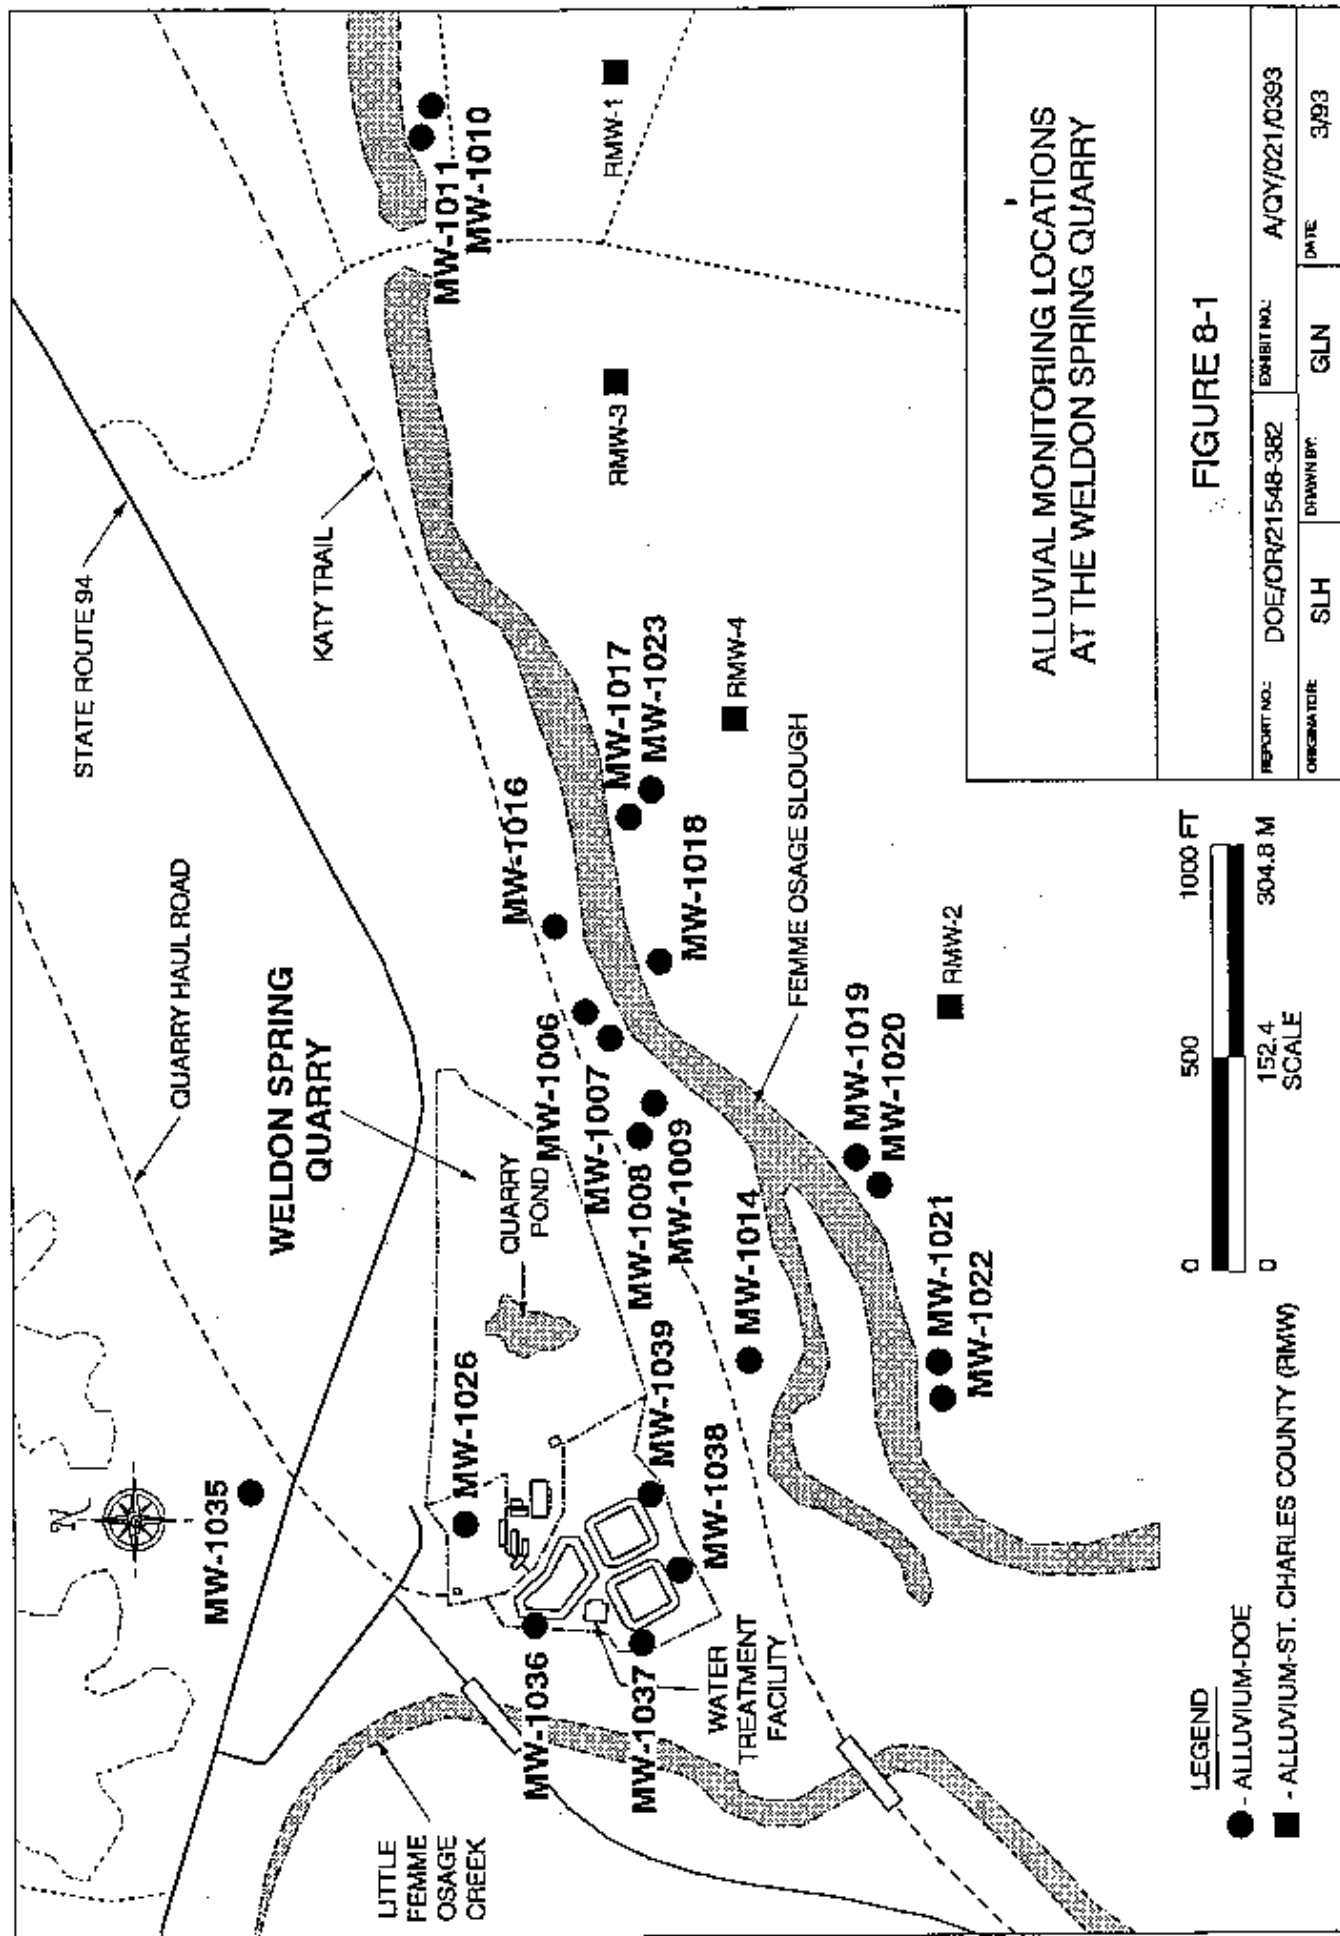 STATE ROUTE 94
QUARRY HAUL ROAD
KATY TRAIL
WELDON SPRING
QUARRY
N
MW-1035
LITTLE
FEMME
OSAGE
CREEK
MW-1026
QUARRY
POND
MW-1036
MW-1037
WATER
TREATMENT
FACILITY
MW-1038
MW-1039
MW-1006
MW-1007
MW-1008
MW-1009
MW-1014
MW-1016
MW-1017
MW-1023
MW-1018
MW-1011
MW-1010
RMW-1
RMW-3
RMW-4
RMW-2
FEMME OSAGE SLOUGH
MW-1019
MW-1020
MW-1021
MW-1022
LEGEND
- ALLUVIUM-DOE
- ALLUVIUM-ST. CHARLES COUNTY (RMW)
0 500 1000 FT
0 152.4 304.8 M
SCALE
ALLUVIAL MONITORING LOCATIONS
AT THE WELDON SPRING QUARRY
FIGURE 8-1
REPORT NO.: DOE/OR/21548-382 EXHIBIT NO.: A/QY/021/0393
ORIGINATOR: SLH DRAWN BY: GLN DATE: 3/93